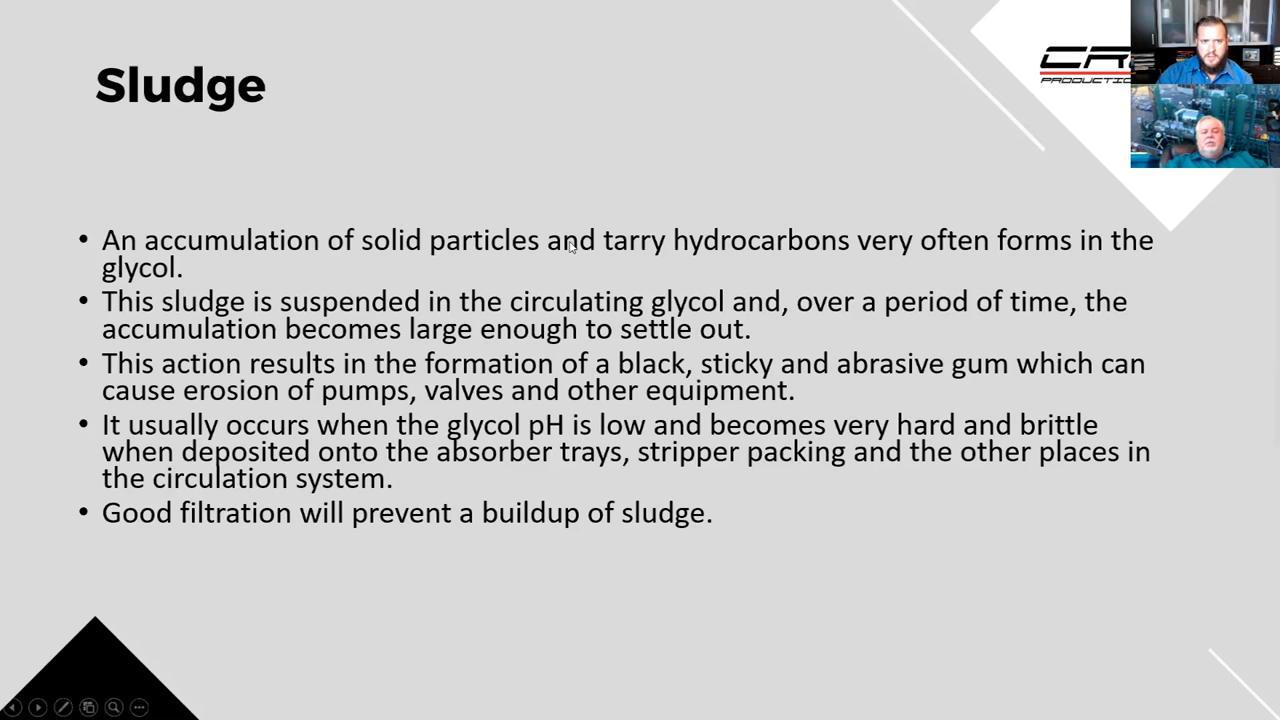 Sludge
• An accumulation of solid particles and tarry hydrocarbons very often forms in the
glycol.
• This sludge is suspended in the circulating glycol and, over a period of time, the
accumulation becomes large enough to settle out.
• This action results in the formation of a black, sticky and abrasive gum which can
cause erosion of pumps, valves and other equipment.
• It usually occurs when the glycol pH is low and becomes very hard and brittle
when deposited onto the absorber trays, stripper packing and the other places in
the circulation system.
• Good filtration will prevent a buildup of sludge.